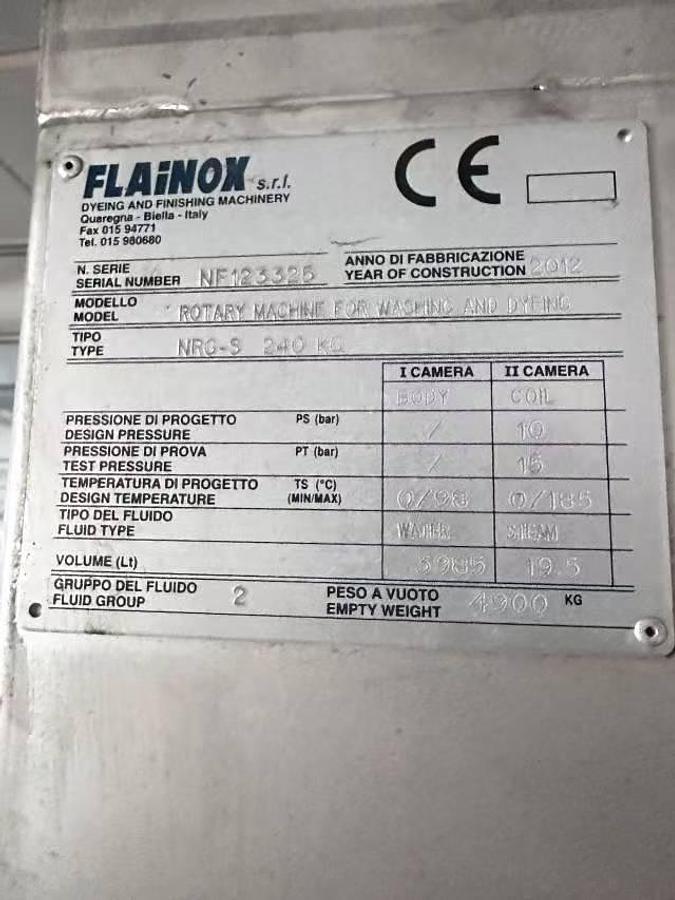 FLAiNOX s.r.l.
CE
DYEING AND FINISHING MACHINERY
Quaregna - Biella - Italy
Fax 015 94771
Tel. 015 980680
N. SERIE
SERIAL NUMBER NF123325
ANNO DI FABBRICAZIONE
YEAR OF CONSTRUCTION 2012
MODELLO
MODEL ROTARY MACHINE FOR WASHING AND DYEING
TIPO
TYPE NRG-S 240 KG
I CAMERA II CAMERA
BODY COIL
PRESSIONE DI PROGETTO PS (bar)
DESIGN PRESSURE / 10
PRESSIONE DI PROVA PT (bar)
TEST PRESSURE / 15
TEMPERATURA DI PROGETTO TS (°C)
DESIGN TEMPERATURE (MIN/MAX) 0/98 0/185
TIPO DEL FLUIDO
FLUID TYPE WATER STEAM
VOLUME (Lt) 3985 19.5
GRUPPO DEL FLUIDO
FLUID GROUP 2
PESO A VUOTO
EMPTY WEIGHT 4900 KG